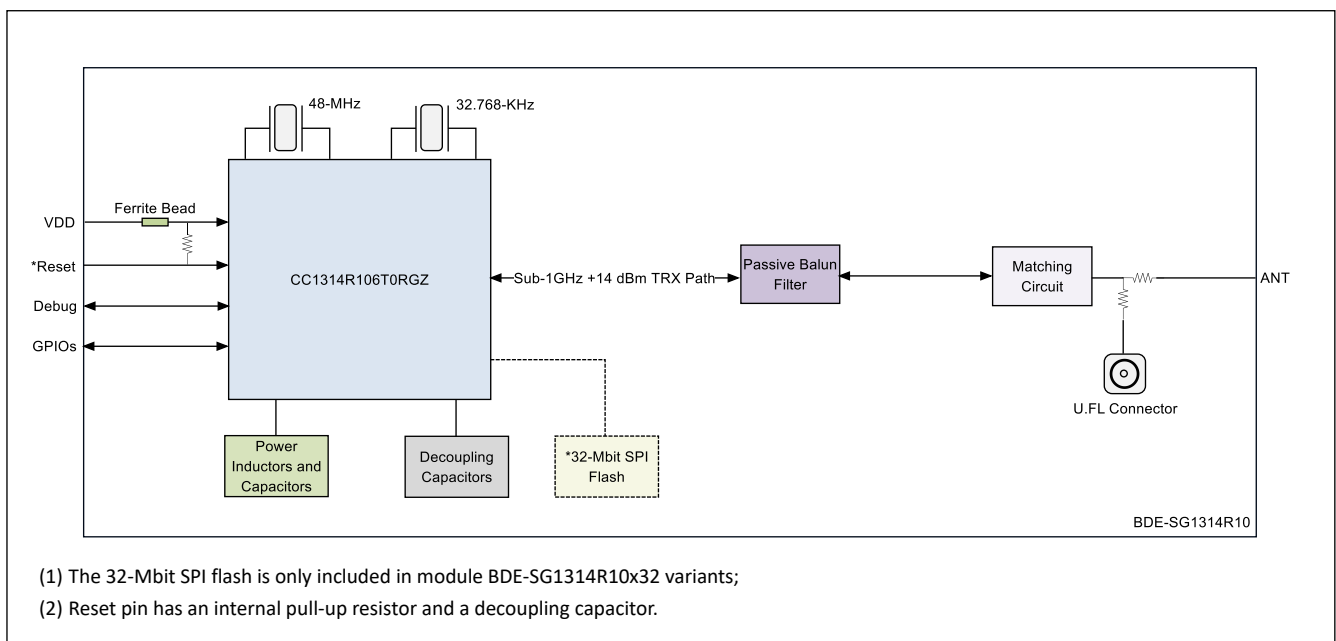 48-MHz
32.768-KHz
Ferrite Bead
VDD
*Reset
Debug
GPIOs
CC1314R106T0RGZ
Sub-1GHz +14 dBm TRX Path
Passive Balun
Filter
Matching
Circuit
ANT
U.FL Connector
Power
Inductors and
Capacitors
Decoupling
Capacitors
*32-Mbit SPI
Flash
BDE-SG1314R10
(1) The 32-Mbit SPI flash is only included in module BDE-SG1314R10x32 variants;
(2) Reset pin has an internal pull-up resistor and a decoupling capacitor.